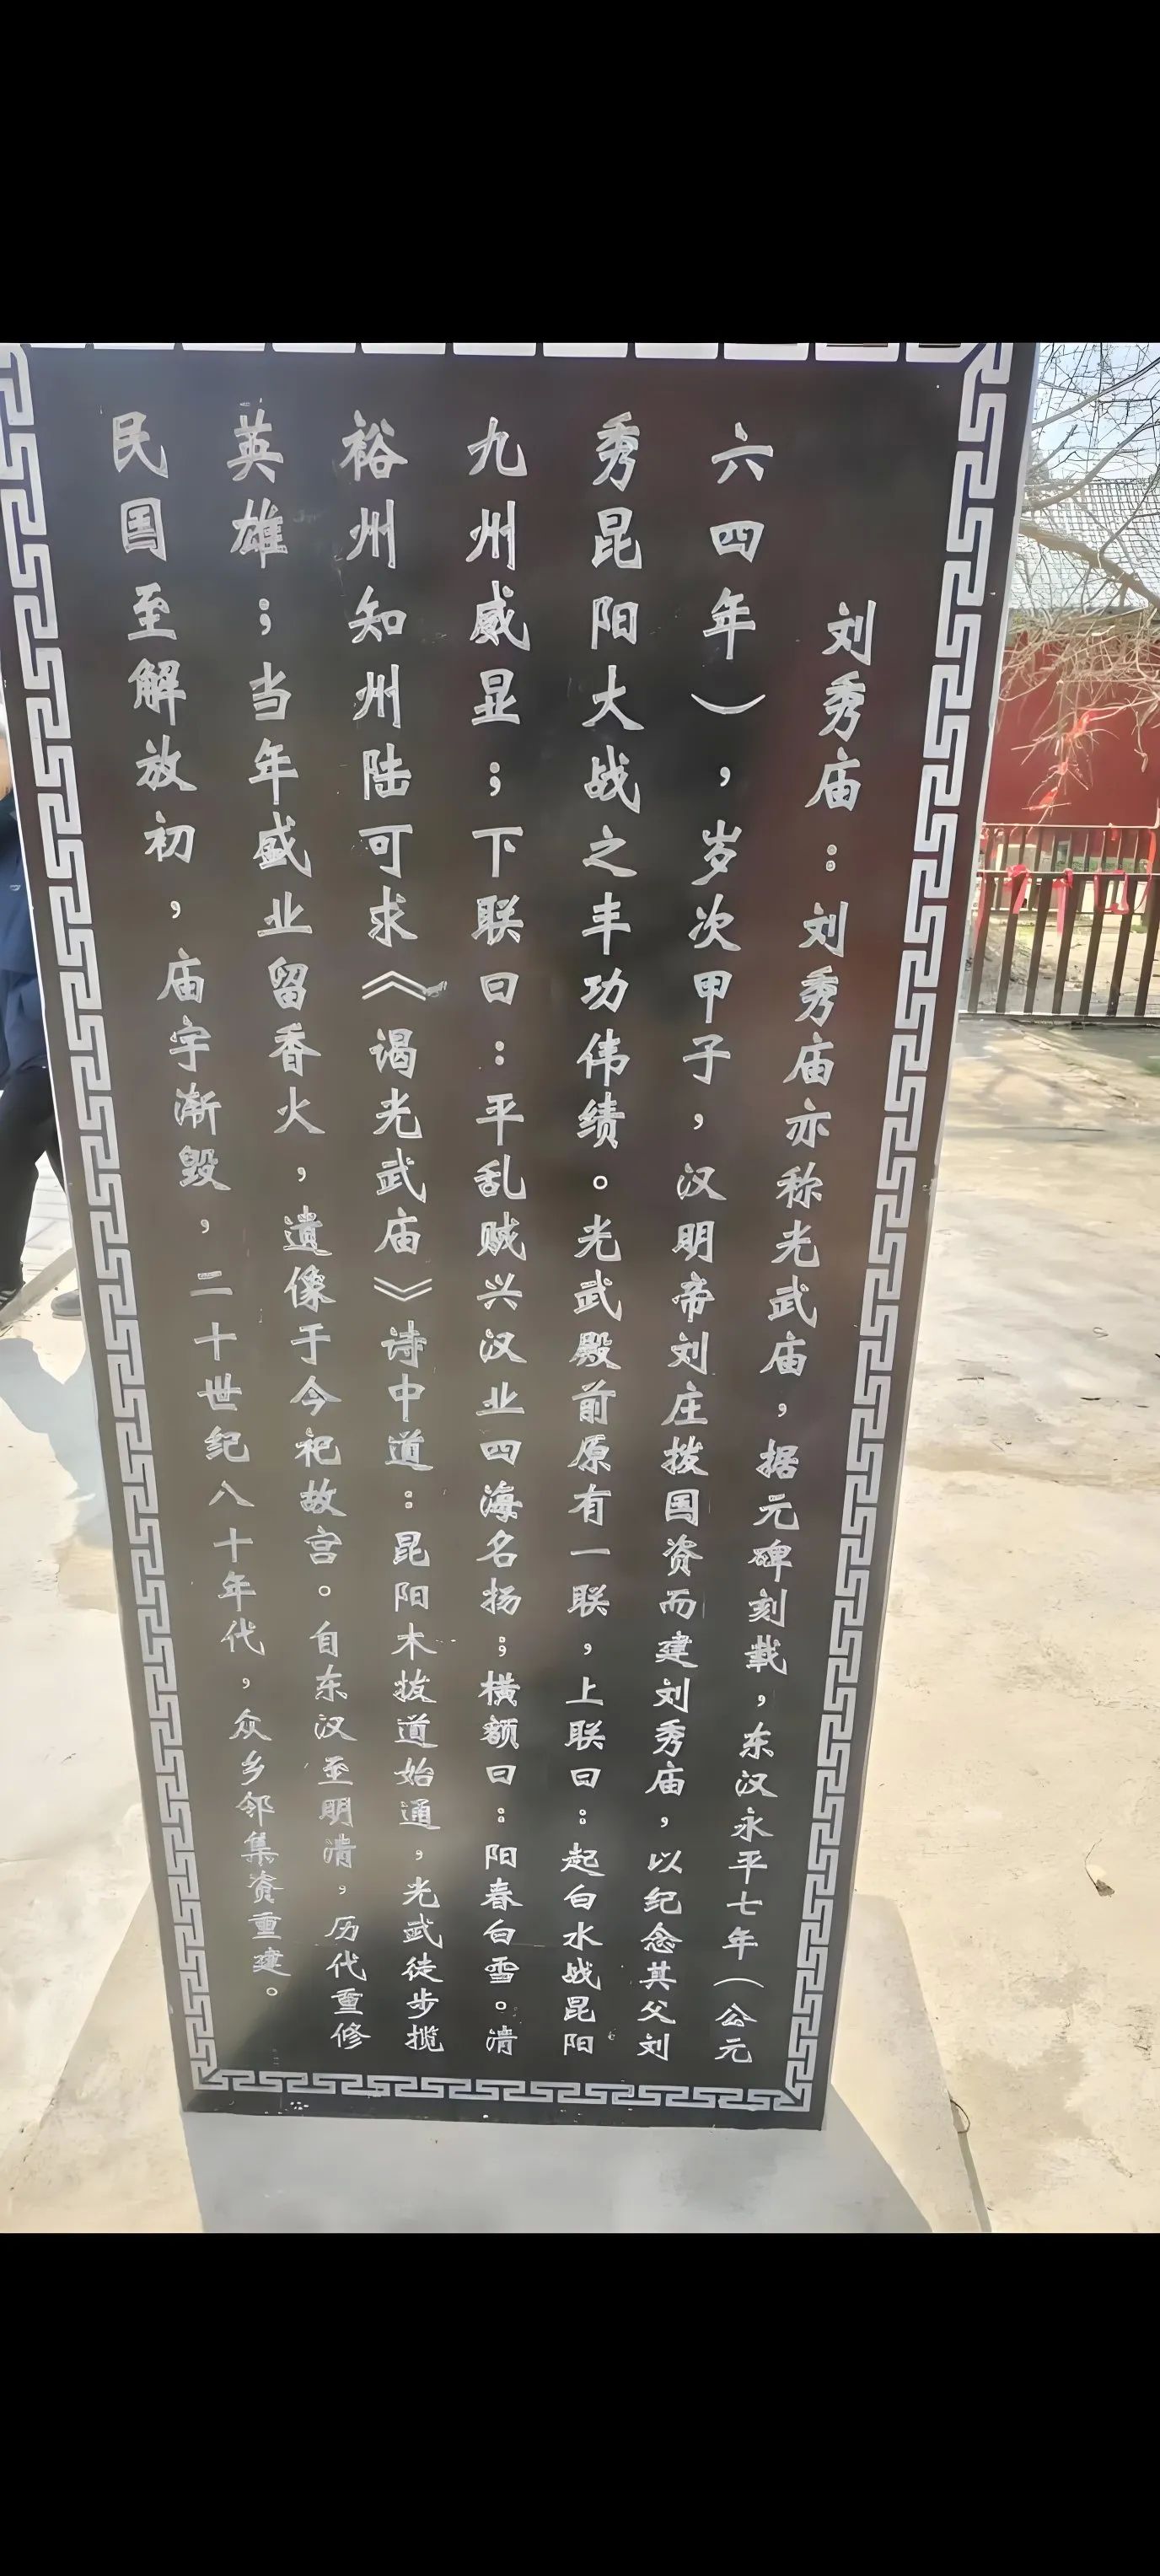 刘秀庙：刘秀庙亦称光武庙，据元碑刻载，东汉永平七年（公元
六四年），岁次甲子，汉明帝刘庄拨国资而建刘秀庙，以纪念其父刘
秀昆阳大战之丰功伟绩。光武殿前原有一联，上联曰：起白水战昆阳
九州威显；下联曰：平乱贼兴汉业四海名扬；横额曰：阳春白雪。清
裕州知州陆可求《谒光武庙》诗中道：昆阳木拔道始通，光武徒步揽
英雄；当年盛业留香火，遗像于今祀故宫。自东汉至明清，历代重修
民国至解放初，庙宇渐毁，二十世纪八十年代，众乡邻集资重建。